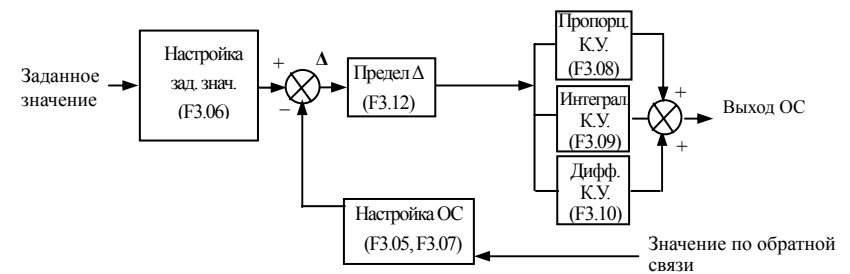 Заданное
значение
Настройка
зад. знач.
(F3.06)
+
−
Δ
Предел Δ
(F3.12)
Пропорц.
К.У.
(F3.08)
Интеграл.
К.У.
(F3.09)
Дифф.
К.У.
(F3.10)
+
+
Выход ОС
Настройка ОС
(F3.05, F3.07)
Значение по обратной
связи